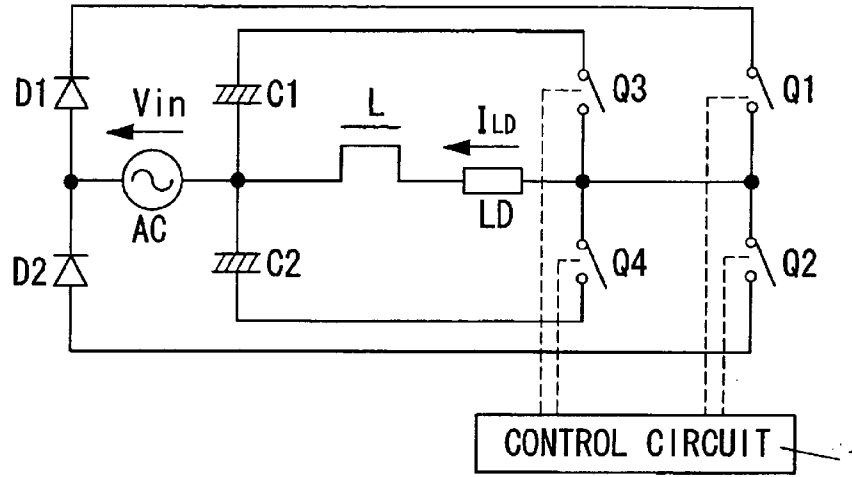 D1
Vin
C1
L
ILD
Q3
Q1
AC
LD
D2
C2
Q4
Q2
CONTROL CIRCUIT